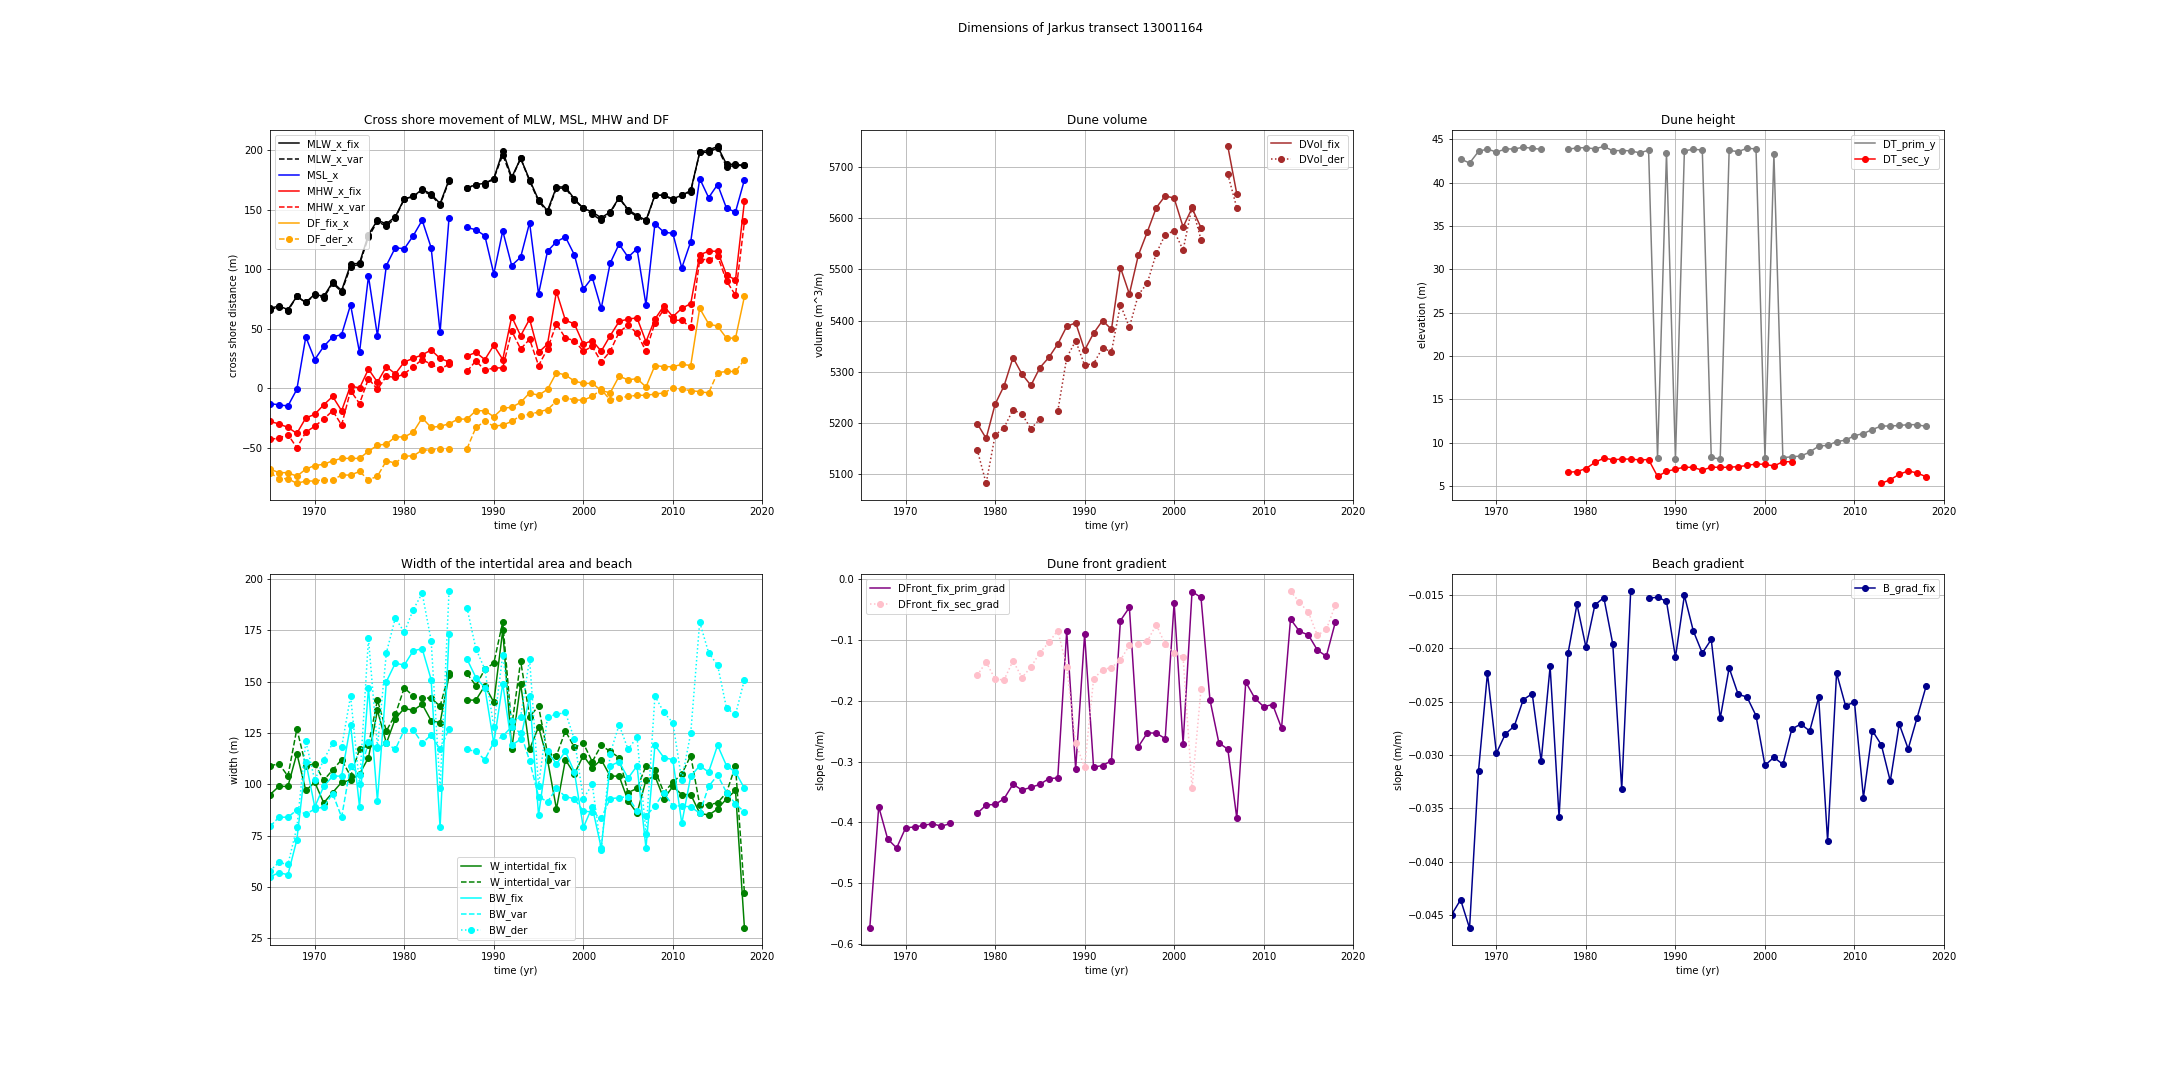 Dimensions of Jarkus transect 13001164
Cross shore movement of MLW, MSL, MHW and DF
MLW_x_fix
MLW_x_var
MSL_x
MHW_x_fix
MHW_x_var
DF_fix_x
DF_der_x
cross shore distance (m)
200
150
100
50
0
−50
1970
1980
1990
2000
2010
2020
time (yr)
Dune volume
DVol_fix
DVol_der
volume (m^3/m)
5700
5600
5500
5400
5300
5200
5100
1970
1980
1990
2000
2010
2020
time (yr)
Dune height
DT_prim_y
DT_sec_y
elevation (m)
45
40
35
30
25
20
15
10
5
1970
1980
1990
2000
2010
2020
time (yr)
Width of the intertidal area and beach
W_intertidal_fix
W_intertidal_var
BW_fix
BW_var
BW_der
width (m)
200
175
150
125
100
75
50
25
1970
1980
1990
2000
2010
2020
time (yr)
Dune front gradient
DFront_fix_prim_grad
DFront_fix_sec_grad
slope (m/m)
0.0
−0.1
−0.2
−0.3
−0.4
−0.5
−0.6
1970
1980
1990
2000
2010
2020
time (yr)
Beach gradient
B_grad_fix
slope (m/m)
−0.015
−0.020
−0.025
−0.030
−0.035
−0.040
−0.045
1970
1980
1990
2000
2010
2020
time (yr)